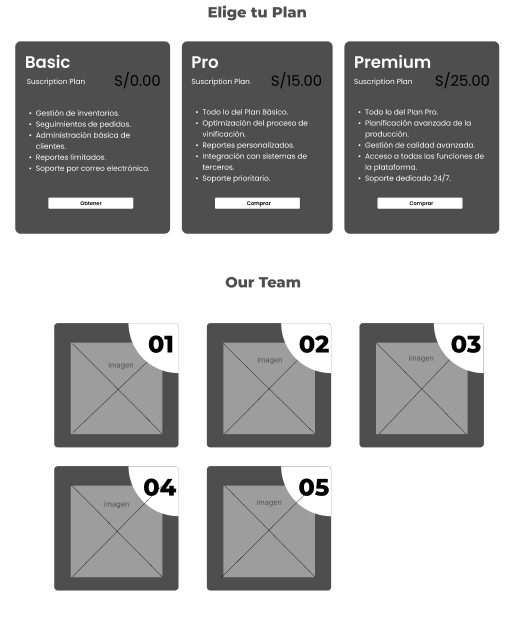 Elige tu Plan
Basic
Suscription Plan S/0.00
• Gestión de inventarios.
• Seguimientos de pedidos.
• Administración básica de
clientes.
• Reportes limitados.
• Soporte por correo electrónico.
Obtener
Pro
Suscription Plan S/15.00
• Todo lo del Plan Básico.
• Optimización del proceso de
vinificación.
• Reportes personalizados.
• Integración con sistemas de
terceros.
• Soporte prioritario.
Comprar
Premium
Suscription Plan S/25.00
• Todo lo del Plan Pro.
• Planificación avanzada de la
producción.
• Gestión de calidad avanzada.
• Acceso a todas las funciones de
la plataforma.
• Soporte dedicado 24/7.
Comprar
Our Team
01
imagen
02
imagen
03
imagen
04
imagen
05
imagen